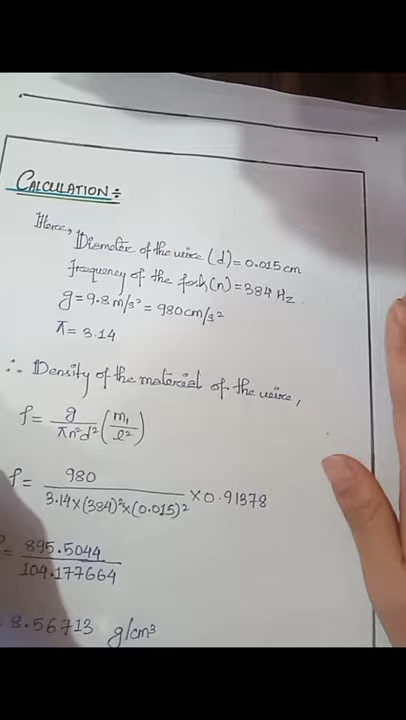 CALCULATION:-
Here,
Diameter of the wire (d) = 0.015 cm
Frequency of the fork (n) = 384 Hz.
g = 9.8 m/s² = 980 cm/s²
π = 3.14
∴ Density of the material of the wire,
ρ = g/πn²d² (m₁/l²)
ρ = 980/3.14×(384)²×(0.015)² × 0.91378
= 895.5044/104.177664
= 8.56713 g/cm³